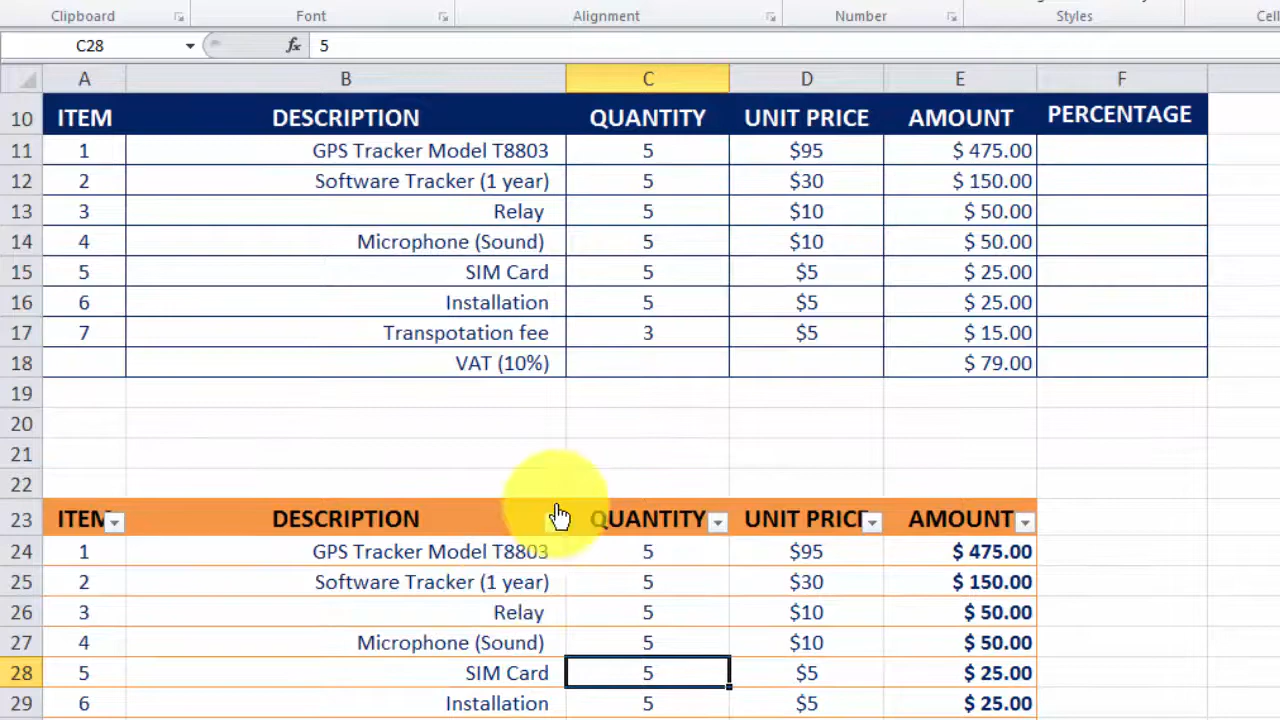 Clipboard Font Alignment Number Styles Cell
C28 fx 5
A B C D E F
10 ITEM DESCRIPTION QUANTITY UNIT PRICE AMOUNT PERCENTAGE
11 1 GPS Tracker Model T8803 5 $95 $ 475.00
12 2 Software Tracker (1 year) 5 $30 $ 150.00
13 3 Relay 5 $10 $ 50.00
14 4 Microphone (Sound) 5 $10 $ 50.00
15 5 SIM Card 5 $5 $ 25.00
16 6 Installation 5 $5 $ 25.00
17 7 Transpotation fee 3 $5 $ 15.00
18 VAT (10%) $ 79.00
19
20
21
22
23 ITEM DESCRIPTION QUANTITY UNIT PRICE AMOUNT
24 1 GPS Tracker Model T8803 5 $95 $ 475.00
25 2 Software Tracker (1 year) 5 $30 $ 150.00
26 3 Relay 5 $10 $ 50.00
27 4 Microphone (Sound) 5 $10 $ 50.00
28 5 SIM Card 5 $5 $ 25.00
29 6 Installation 5 $5 $ 25.00